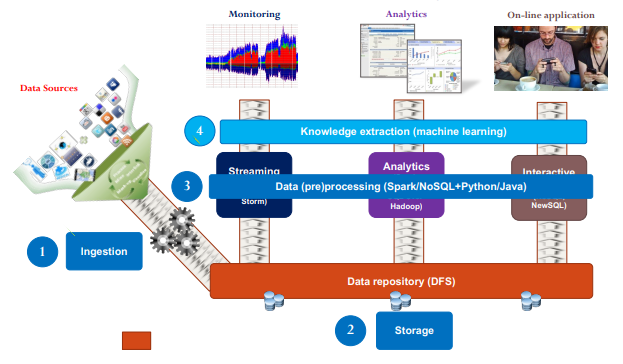 Monitoring
Analytics
On-line application
Data Sources
4
Knowledge extraction (machine learning)
Streaming
Analytics
Interactive
3
Data (pre)processing (Spark/NoSQL+Python/Java)
Storm)
Hadoop)
NewSQL)
1
Ingestion
Data repository (DFS)
2
Storage